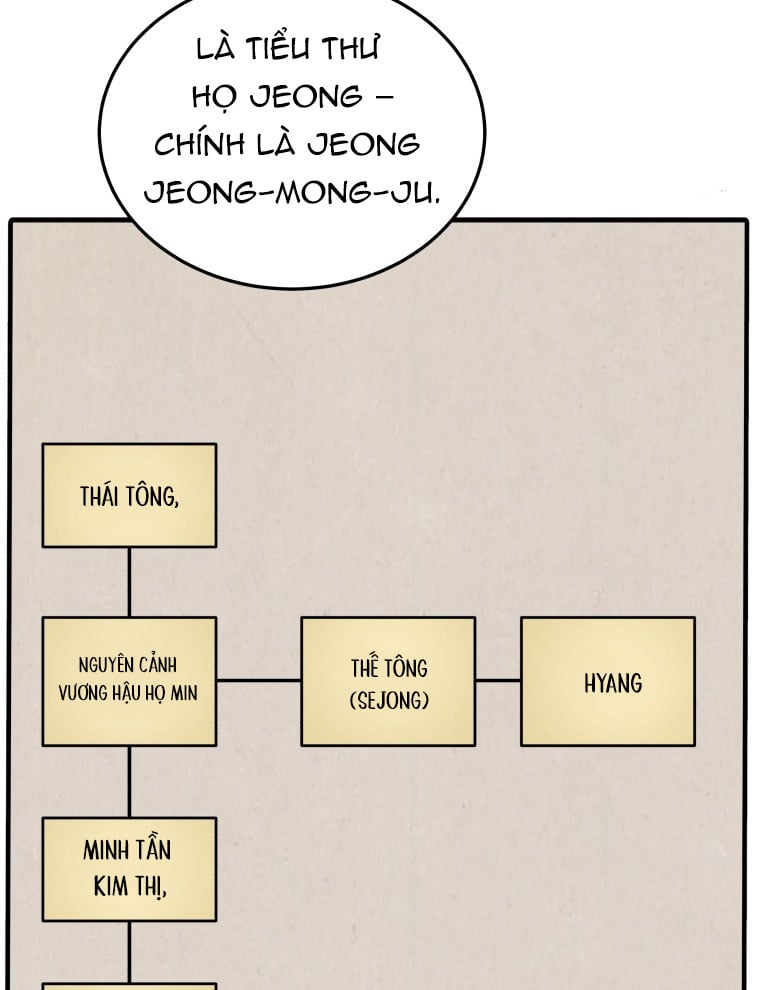 LÀ TIỂU THƯ
HỌ JEONG –
CHÍNH LÀ JEONG
JEONG-MONG-JU.
THÁI TÔNG,
NGUYÊN CẢNH
VƯƠNG HẬU HỌ MIN
THẾ TÔNG
(SEJONG)
HYANG
MINH TẦN
KIM THỊ,